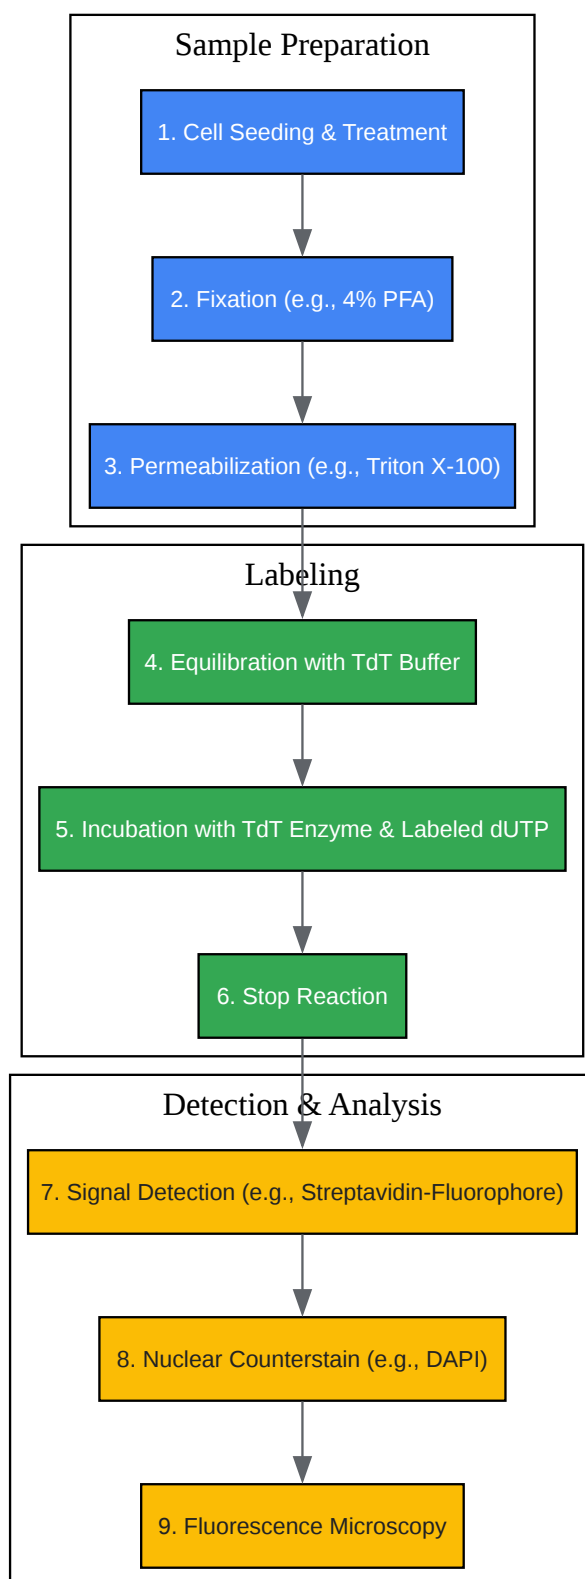 Sample Preparation
1. Cell Seeding & Treatment
2. Fixation (e.g., 4% PFA)
3. Permeabilization (e.g., Triton X-100)
Labeling
4. Equilibration with TdT Buffer
5. Incubation with TdT Enzyme & Labeled dUTP
6. Stop Reaction
Detection & Analysis
7. Signal Detection (e.g., Streptavidin-Fluorophore)
8. Nuclear Counterstain (e.g., DAPI)
9. Fluorescence Microscopy